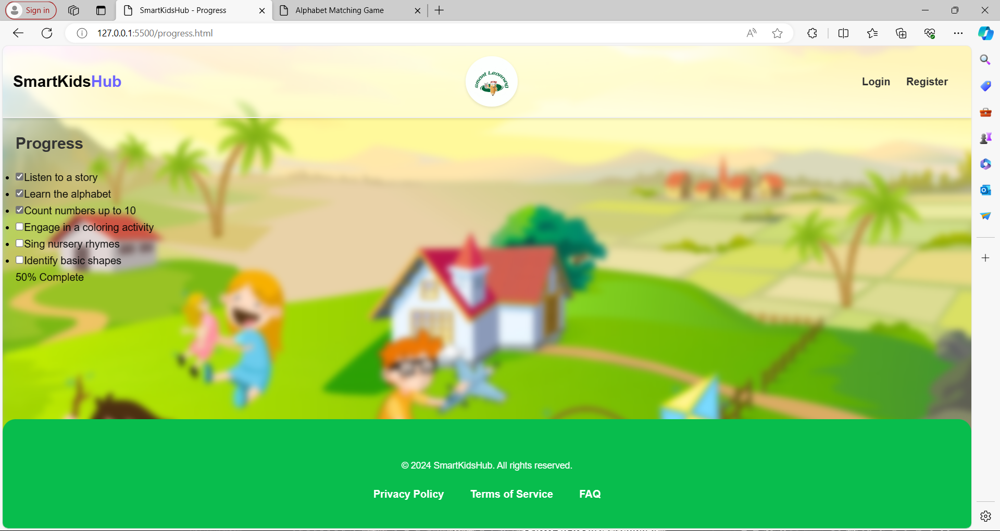 Sign in
SmartKidsHub - Progress
Alphabet Matching Game
127.0.0.1:5500/progress.html
SmartKidsHub
Smart Learning
Login
Register
Progress
Listen to a story
Learn the alphabet
Count numbers up to 10
Engage in a coloring activity
Sing nursery rhymes
Identify basic shapes
50% Complete
© 2024 SmartKidsHub. All rights reserved.
Privacy Policy
Terms of Service
FAQ